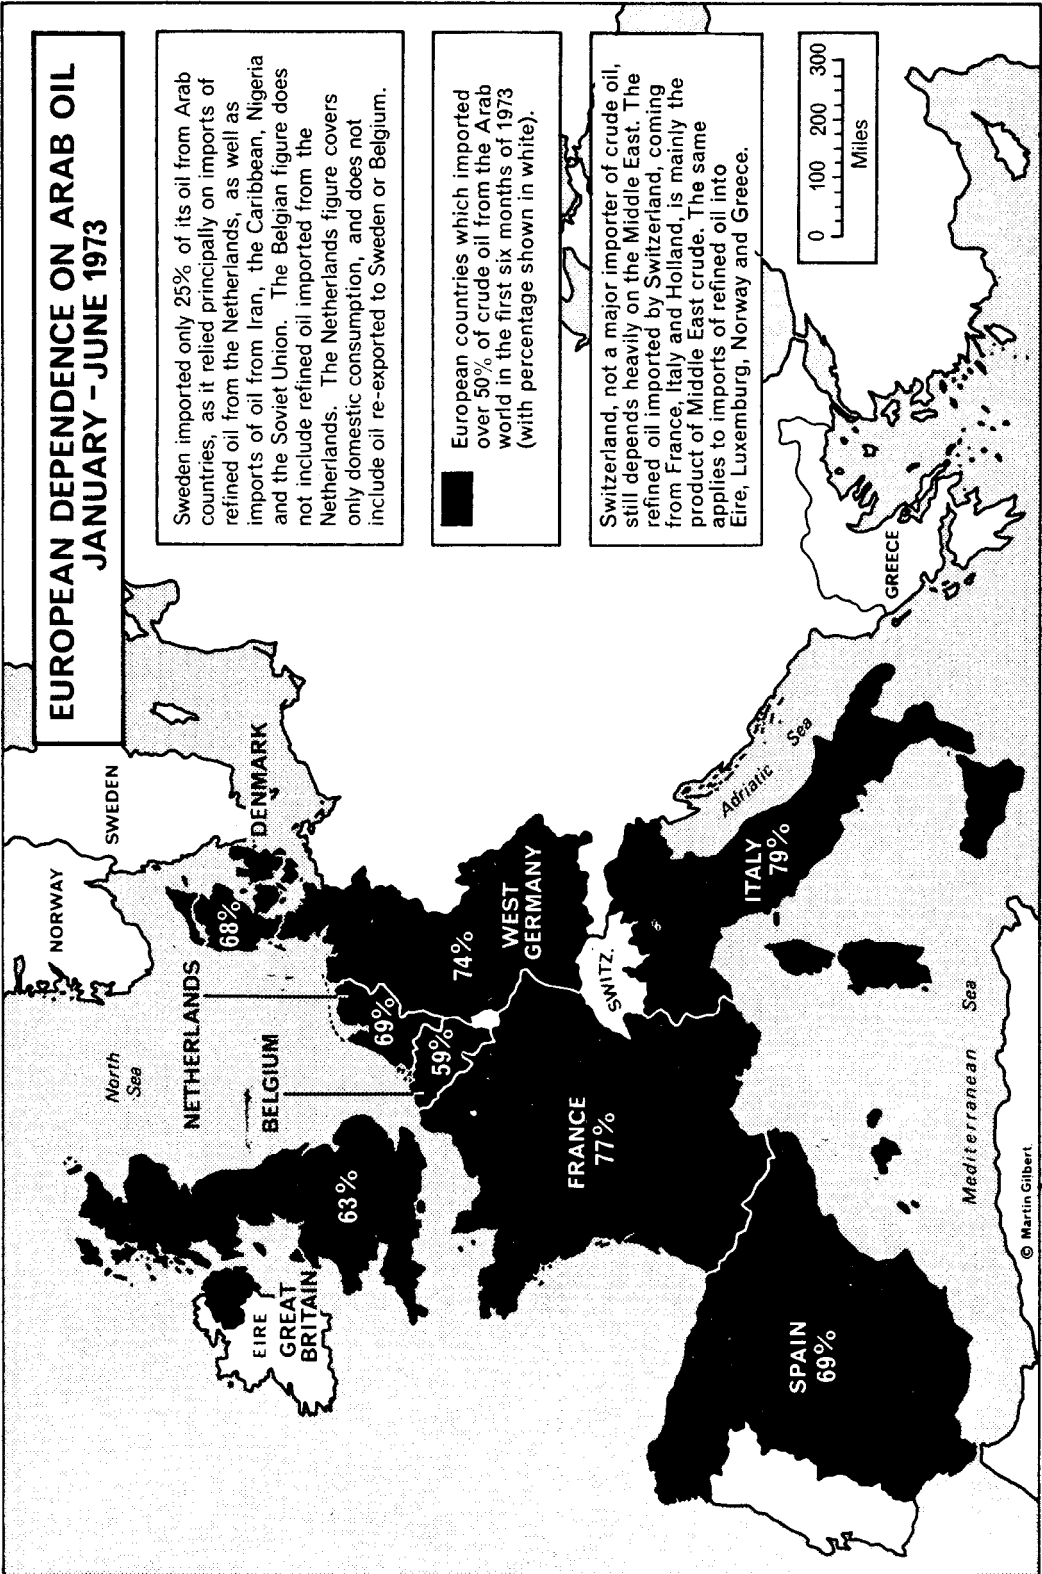 EUROPEAN DEPENDENCE ON ARAB OIL
JANUARY – JUNE 1973
Sweden imported only 25% of its oil from Arab
countries, as it relied principally on imports of
refined oil from the Netherlands, as well as
imports of oil from Iran, the Caribbean, Nigeria
and the Soviet Union. The Belgian figure does
not include refined oil imported from the
Netherlands. The Netherlands figure covers
only domestic consumption, and does not
include oil re-exported to Sweden or Belgium.
European countries which imported
over 50% of crude oil from the Arab
world in the first six months of 1973
(with percentage shown in white).
Switzerland, not a major importer of crude oil,
still depends heavily on the Middle East. The
refined oil imported by Switzerland, coming
from France, Italy and Holland, is mainly the
product of Middle East crude. The same
applies to imports of refined oil into
Eire, Luxemburg, Norway and Greece.
0 100 200 300
Miles
NORWAY
SWEDEN
DENMARK
68%
North
Sea
NETHERLANDS
69%
BELGIUM
59%
EIRE
GREAT
BRITAIN
63%
WEST
GERMANY
74%
FRANCE
77%
SWITZ.
ITALY
79%
Adriatic Sea
GREECE
SPAIN
69%
Mediterranean Sea
© Martin Gilbert